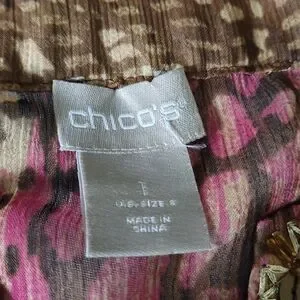 chico's
1
U.S. SIZE 8
MADE IN
CHINA